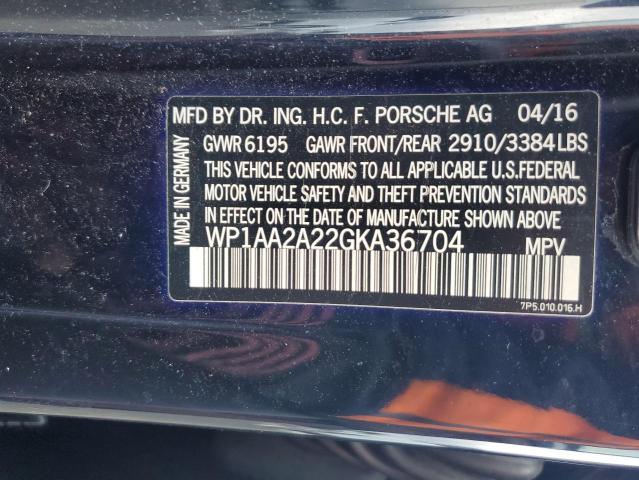 MFD BY DR. ING. H.C. F. PORSCHE AG 04/16
GVWR 6195 GAWR FRONT/REAR 2910/3384 LBS
THIS VEHICLE CONFORMS TO ALL APPLICABLE U.S.FEDERAL
MOTOR VEHICLE SAFETY AND THEFT PREVENTION STANDARDS
IN EFFECT ON THE DATE OF MANUFACTURE SHOWN ABOVE
WP1AA2A22GKA36704 MPV
7P5.010.016.H
MADE IN GERMANY